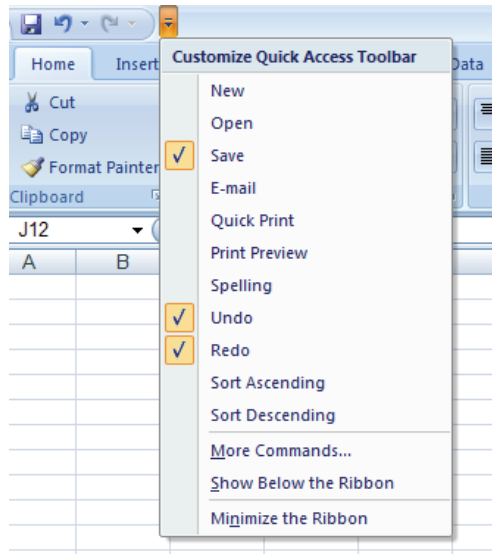 Customize Quick Access Toolbar
Home
Insert
Data
Cut
Copy
Format Painter
Clipboard
J12
A
B
New
Open
Save
E-mail
Quick Print
Print Preview
Spelling
Undo
Redo
Sort Ascending
Sort Descending
More Commands...
Show Below the Ribbon
Minimize the Ribbon